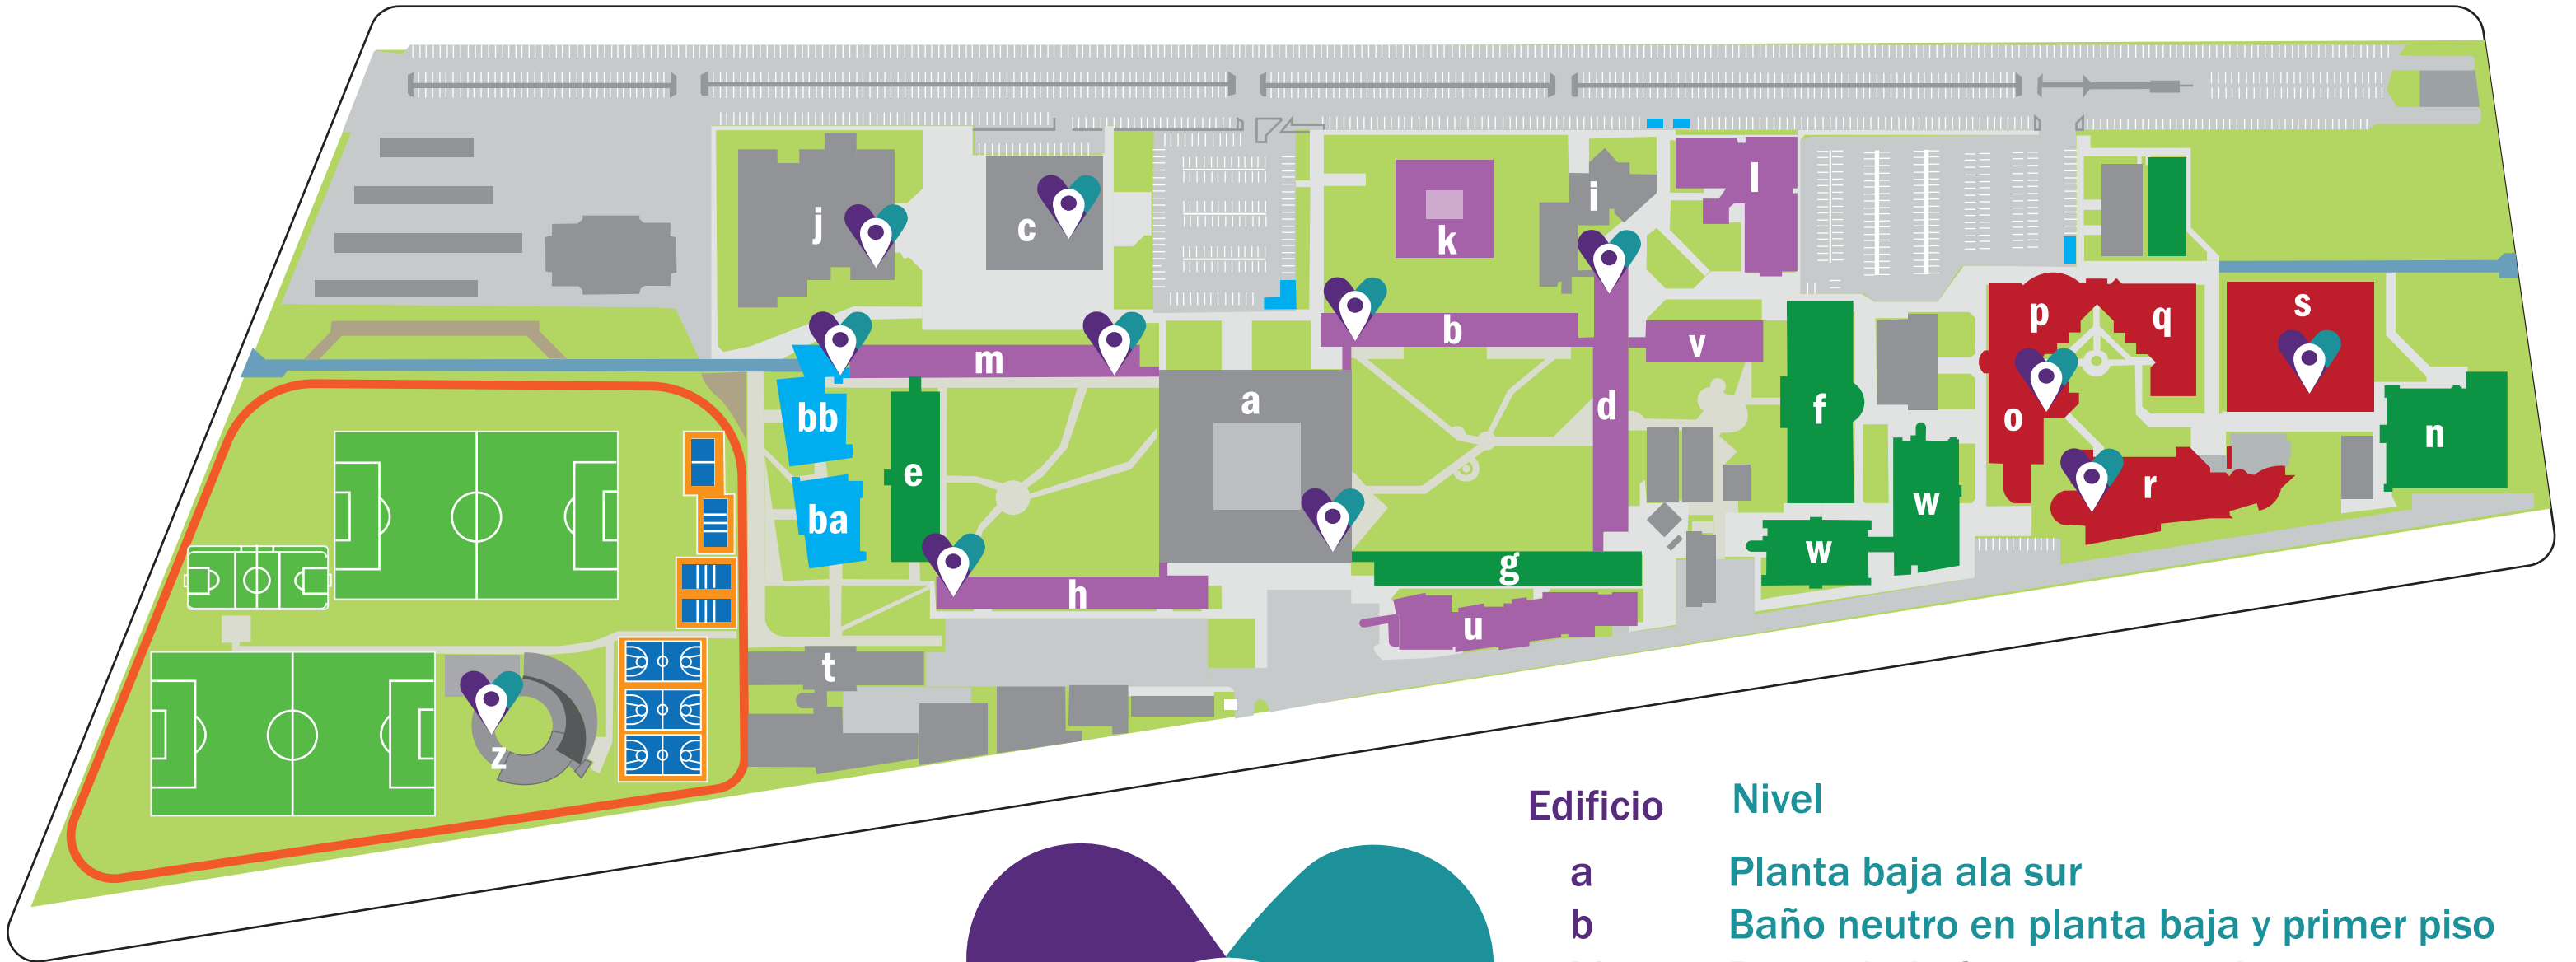 j
c
k
i
l
b
m
v
a
d
f
p
q
s
o
r
n
bb
e
ba
w
w
g
h
u
t
z
Edificio Nivel
a Planta baja ala sur
b Baño neutro en planta baja y primer piso